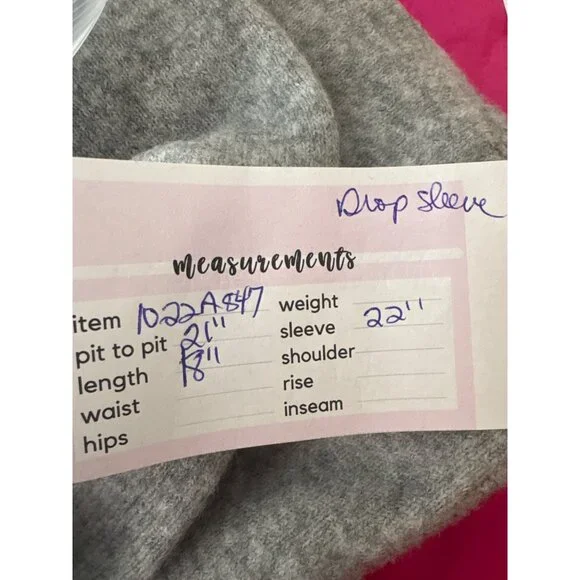 Drop sleeve
measurements
item 1022A847
pit to pit 21"
length 18"
waist
hips
weight
sleeve 22"
shoulder
rise
inseam